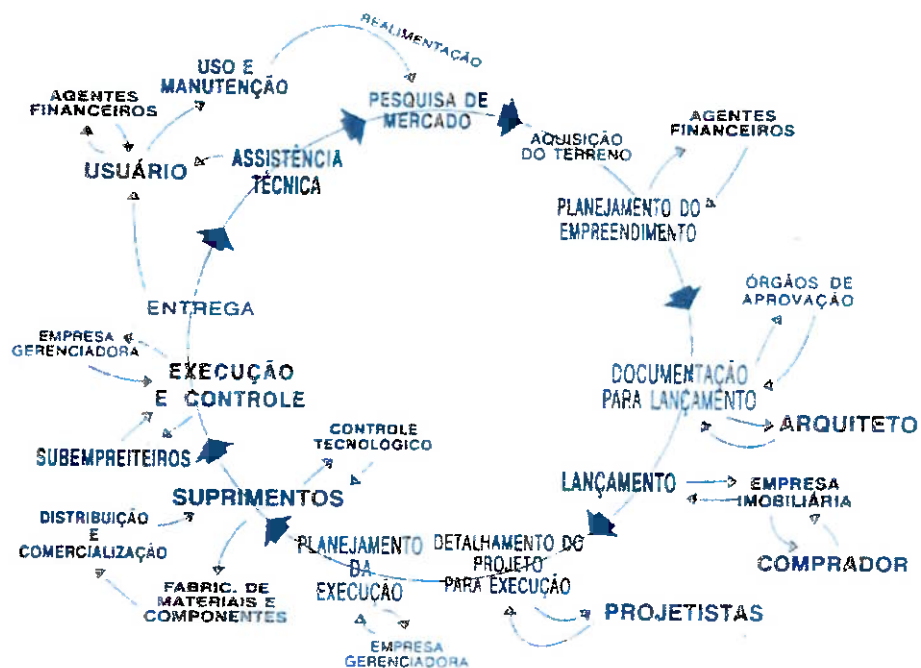 REALIMENTAÇÃO
USO E
MANUTENÇÃO
AGENTES
FINANCEIROS
USUÁRIO
ASSISTÊNCIA
TÉCNICA
PESQUISA DE
MERCADO
AQUISIÇÃO
DO TERRENO
AGENTES
FINANCEIROS
PLANEJAMENTO DO
EMPREENDIMENTO
ÓRGÃOS DE
APROVAÇÃO
DOCUMENTAÇÃO
PARA LANÇAMENTO
ARQUITETO
LANÇAMENTO
EMPRESA
IMOBILIÁRIA
COMPRADOR
DETALHAMENTO DO
PROJETO
PARA EXECUÇÃO
PROJETISTAS
PLANEJAMENTO
DA
EXECUÇÃO
EMPRESA
GERENCIADORA
SUPRIMENTOS
CONTROLE
TECNOLÓGICO
FABRIC. DE
MATERIAIS E
COMPONENTES
DISTRIBUIÇÃO
E
COMERCIALIZAÇÃO
EXECUÇÃO
E CONTROLE
SUBEMPREITEIROS
EMPRESA
GERENCIADORA
ENTREGA